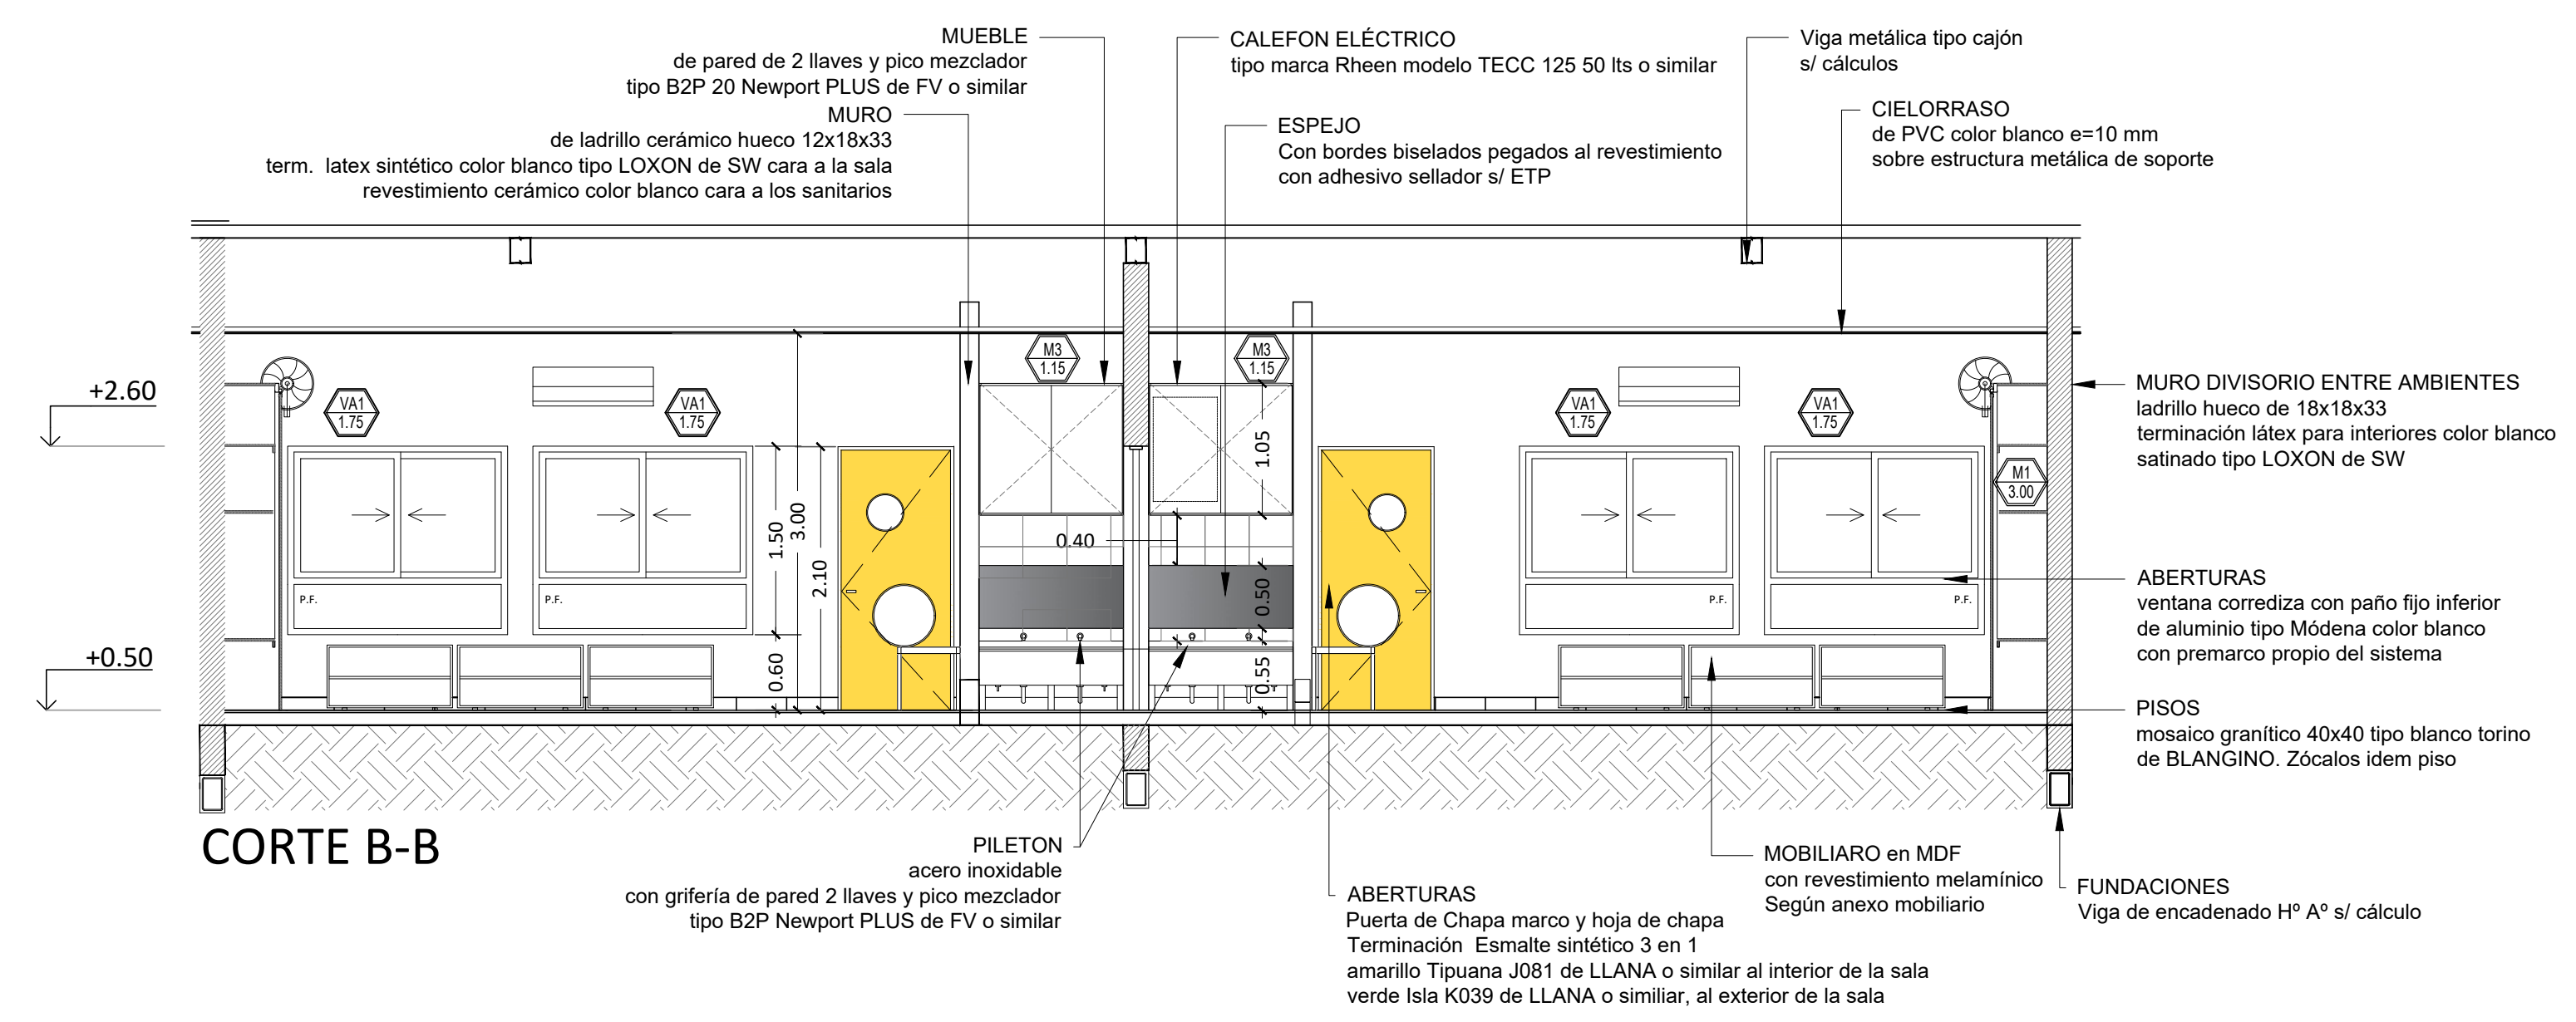 MUEBLE
de pared de 2 llaves y pico mezclador
tipo B2P 20 Newport PLUS de FV o similar
MURO
de ladrillo cerámico hueco 12x18x33
term. latex sintético color blanco tipo LOXON de SW cara a la sala
revestimiento cerámico color blanco cara a los sanitarios
CALEFON ELÉCTRICO
tipo marca Rheen modelo TECC 125 50 lts o similar
ESPEJO
Con bordes biselados pegados al revestimiento
con adhesivo sellador s/ ETP
Viga metálica tipo cajón
s/ cálculos
CIELORRASO
de PVC color blanco e=10 mm
sobre estructura metálica de soporte
+2.60
+0.50
VA1
1.75
VA1
1.75
M3
1.15
M3
1.15
VA1
1.75
VA1
1.75
M1
3.00
P.F.
P.F.
P.F.
P.F.
1.50
0.60
3.00
2.10
0.40
1.05
0.50
0.55
MURO DIVISORIO ENTRE AMBIENTES
ladrillo hueco de 18x18x33
terminación látex para interiores color blanco
satinado tipo LOXON de SW
ABERTURAS
ventana corrediza con paño fijo inferior
de aluminio tipo Módena color blanco
con premarco propio del sistema
PISOS
mosaico granítico 40x40 tipo blanco torino
de BLANGINO. Zócalos idem piso
CORTE B-B
PILETON
acero inoxidable
con grifería de pared 2 llaves y pico mezclador
tipo B2P Newport PLUS de FV o similar
ABERTURAS
Puerta de Chapa marco y hoja de chapa
Terminación Esmalte sintético 3 en 1
amarillo Tipuana J081 de LLANA o similar al interior de la sala
verde Isla K039 de LLANA o similiar, al exterior de la sala
MOBILIARO en MDF
con revestimiento melamínico
Según anexo mobiliario
FUNDACIONES
Viga de encadenado Hº Aº s/ cálculo